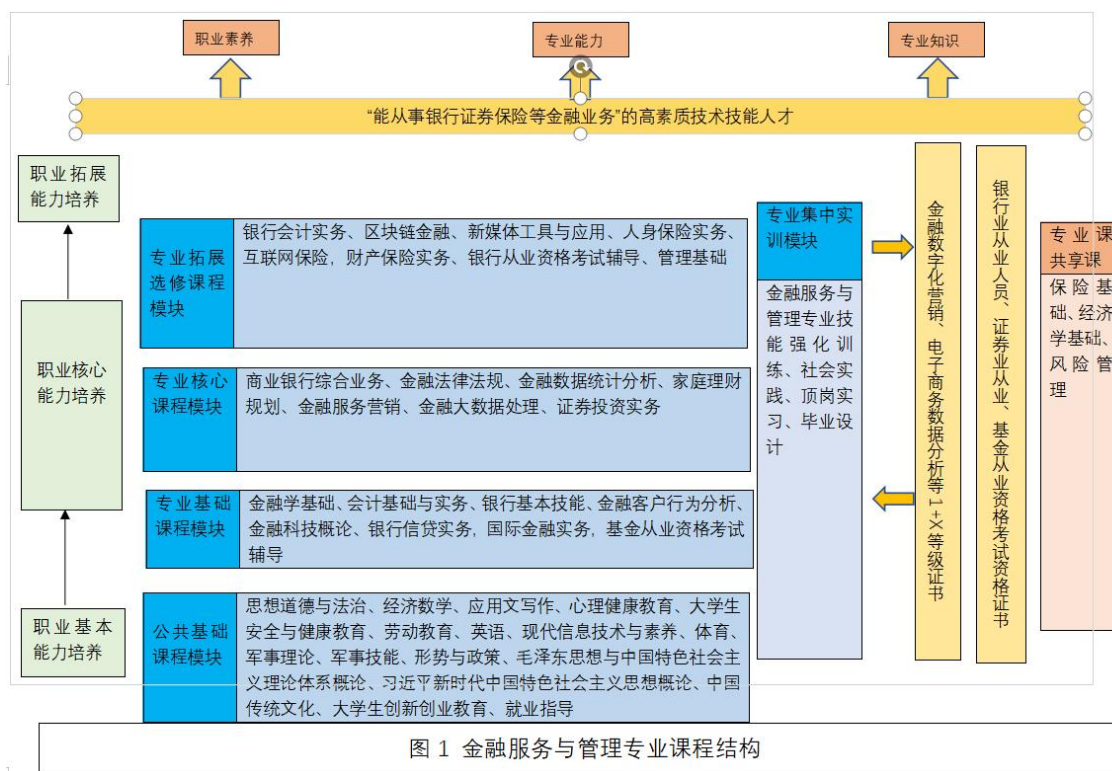 职业素养
专业能力
专业知识
“能从事银行证券保险等金融业务”的高素质技术技能人才
职业拓展
能力培养
职业核心
能力培养
职业基本
能力培养
专业拓展
选修课程
模块
银行会计实务、区块链金融、新媒体工具与应用、人身保险实务、
互联网保险，财产保险实务、银行从业资格考试辅导、管理基础
专业核心
课程模块
商业银行综合业务、金融法律法规、金融数据统计分析、家庭理财
规划、金融服务营销、金融大数据处理、证券投资实务
专业基础
课程模块
金融学基础、会计基础与实务、银行基本技能、金融客户行为分析、
金融科技概论、银行信贷实务，国际金融实务，基金从业资格考试
辅导
公共基础
课程模块
思想道德与法治、经济数学、应用文写作、心理健康教育、大学生
安全与健康教育、劳动教育、英语、现代信息技术与素养、体育、
军事理论、军事技能、形势与政策、毛泽东思想与中国特色社会主
义理论体系概论、习近平新时代中国特色社会主义思想概论、中国
传统文化、大学生创新创业教育、就业指导
专业集中实
训模块
金融服务与
管理专业技
能强化训
练、社会实
践、顶岗实
习、毕业设
计
金融数字化营销、电子商务数据分析等1+X等级证书
银行业从业人员、证券业从业、基金从业资格考试资格证书
专业课
共享课
保险基
础、经济
学基础、
风险管
理
图 1 金融服务与管理专业课程结构